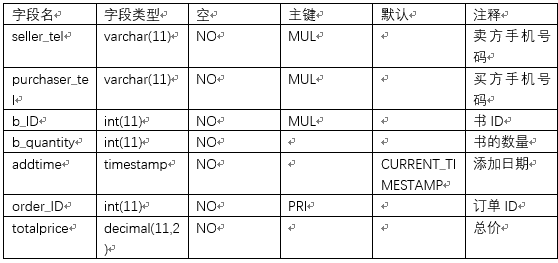 字段名 字段类型 空 主键 默认 注释
seller_tel varchar(11) NO MUL 卖方手机号
码
purchaser_te varchar(11) NO MUL 买方手机号
l 码
b_ID int(11) NO MUL 书 ID
b_quantity int(11) NO 书的数量
addtime timestamp NO CURRENT_TI 添加日期
MESTAMP
order_ID int(11) NO PRI 订单 ID
totalprice decimal(11,2 NO 总价
)